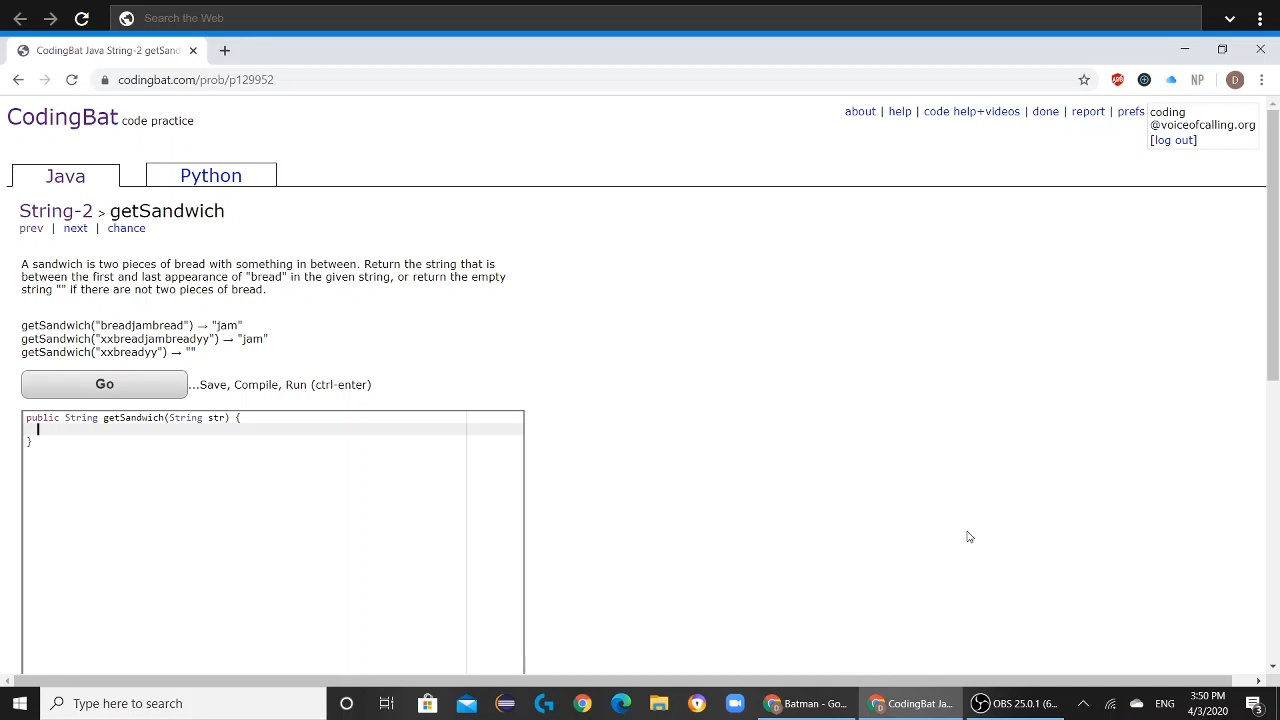 Search the Web
CodingBat Java String-2 getSand
codingbat.com/prob/p129952
NP
D
CodingBat code practice
about | help | code help+videos | done | report | prefs
coding
@voiceofcalling.org
[log out]
Java
Python
String-2 > getSandwich
prev | next | chance
A sandwich is two pieces of bread with something in between. Return the string that is
between the first and last appearance of "bread" in the given string, or return the empty
string "" if there are not two pieces of bread.
getSandwich("breadjambread") → "jam"
getSandwich("xxbreadjambreadyy") → "jam"
getSandwich("xxbreadyy") → ""
Go
...Save, Compile, Run (ctrl-enter)
public String getSandwich(String str) {
}
Type here to search
Batman - Go...
CodingBat Ja...
OBS 25.0.1 (6...
ENG
3:50 PM
4/3/2020
3